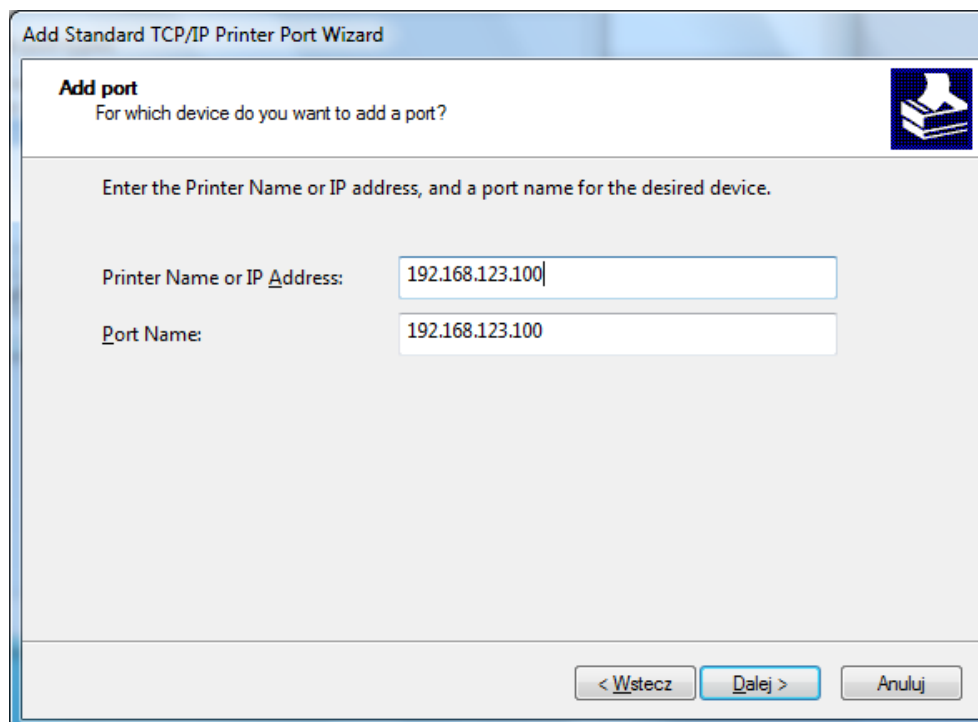 Add Standard TCP/IP Printer Port Wizard
Add port
For which device do you want to add a port?
Enter the Printer Name or IP address, and a port name for the desired device.
Printer Name or IP Address: 192.168.123.100
Port Name: 192.168.123.100
< Wstecz Dalej > Anuluj